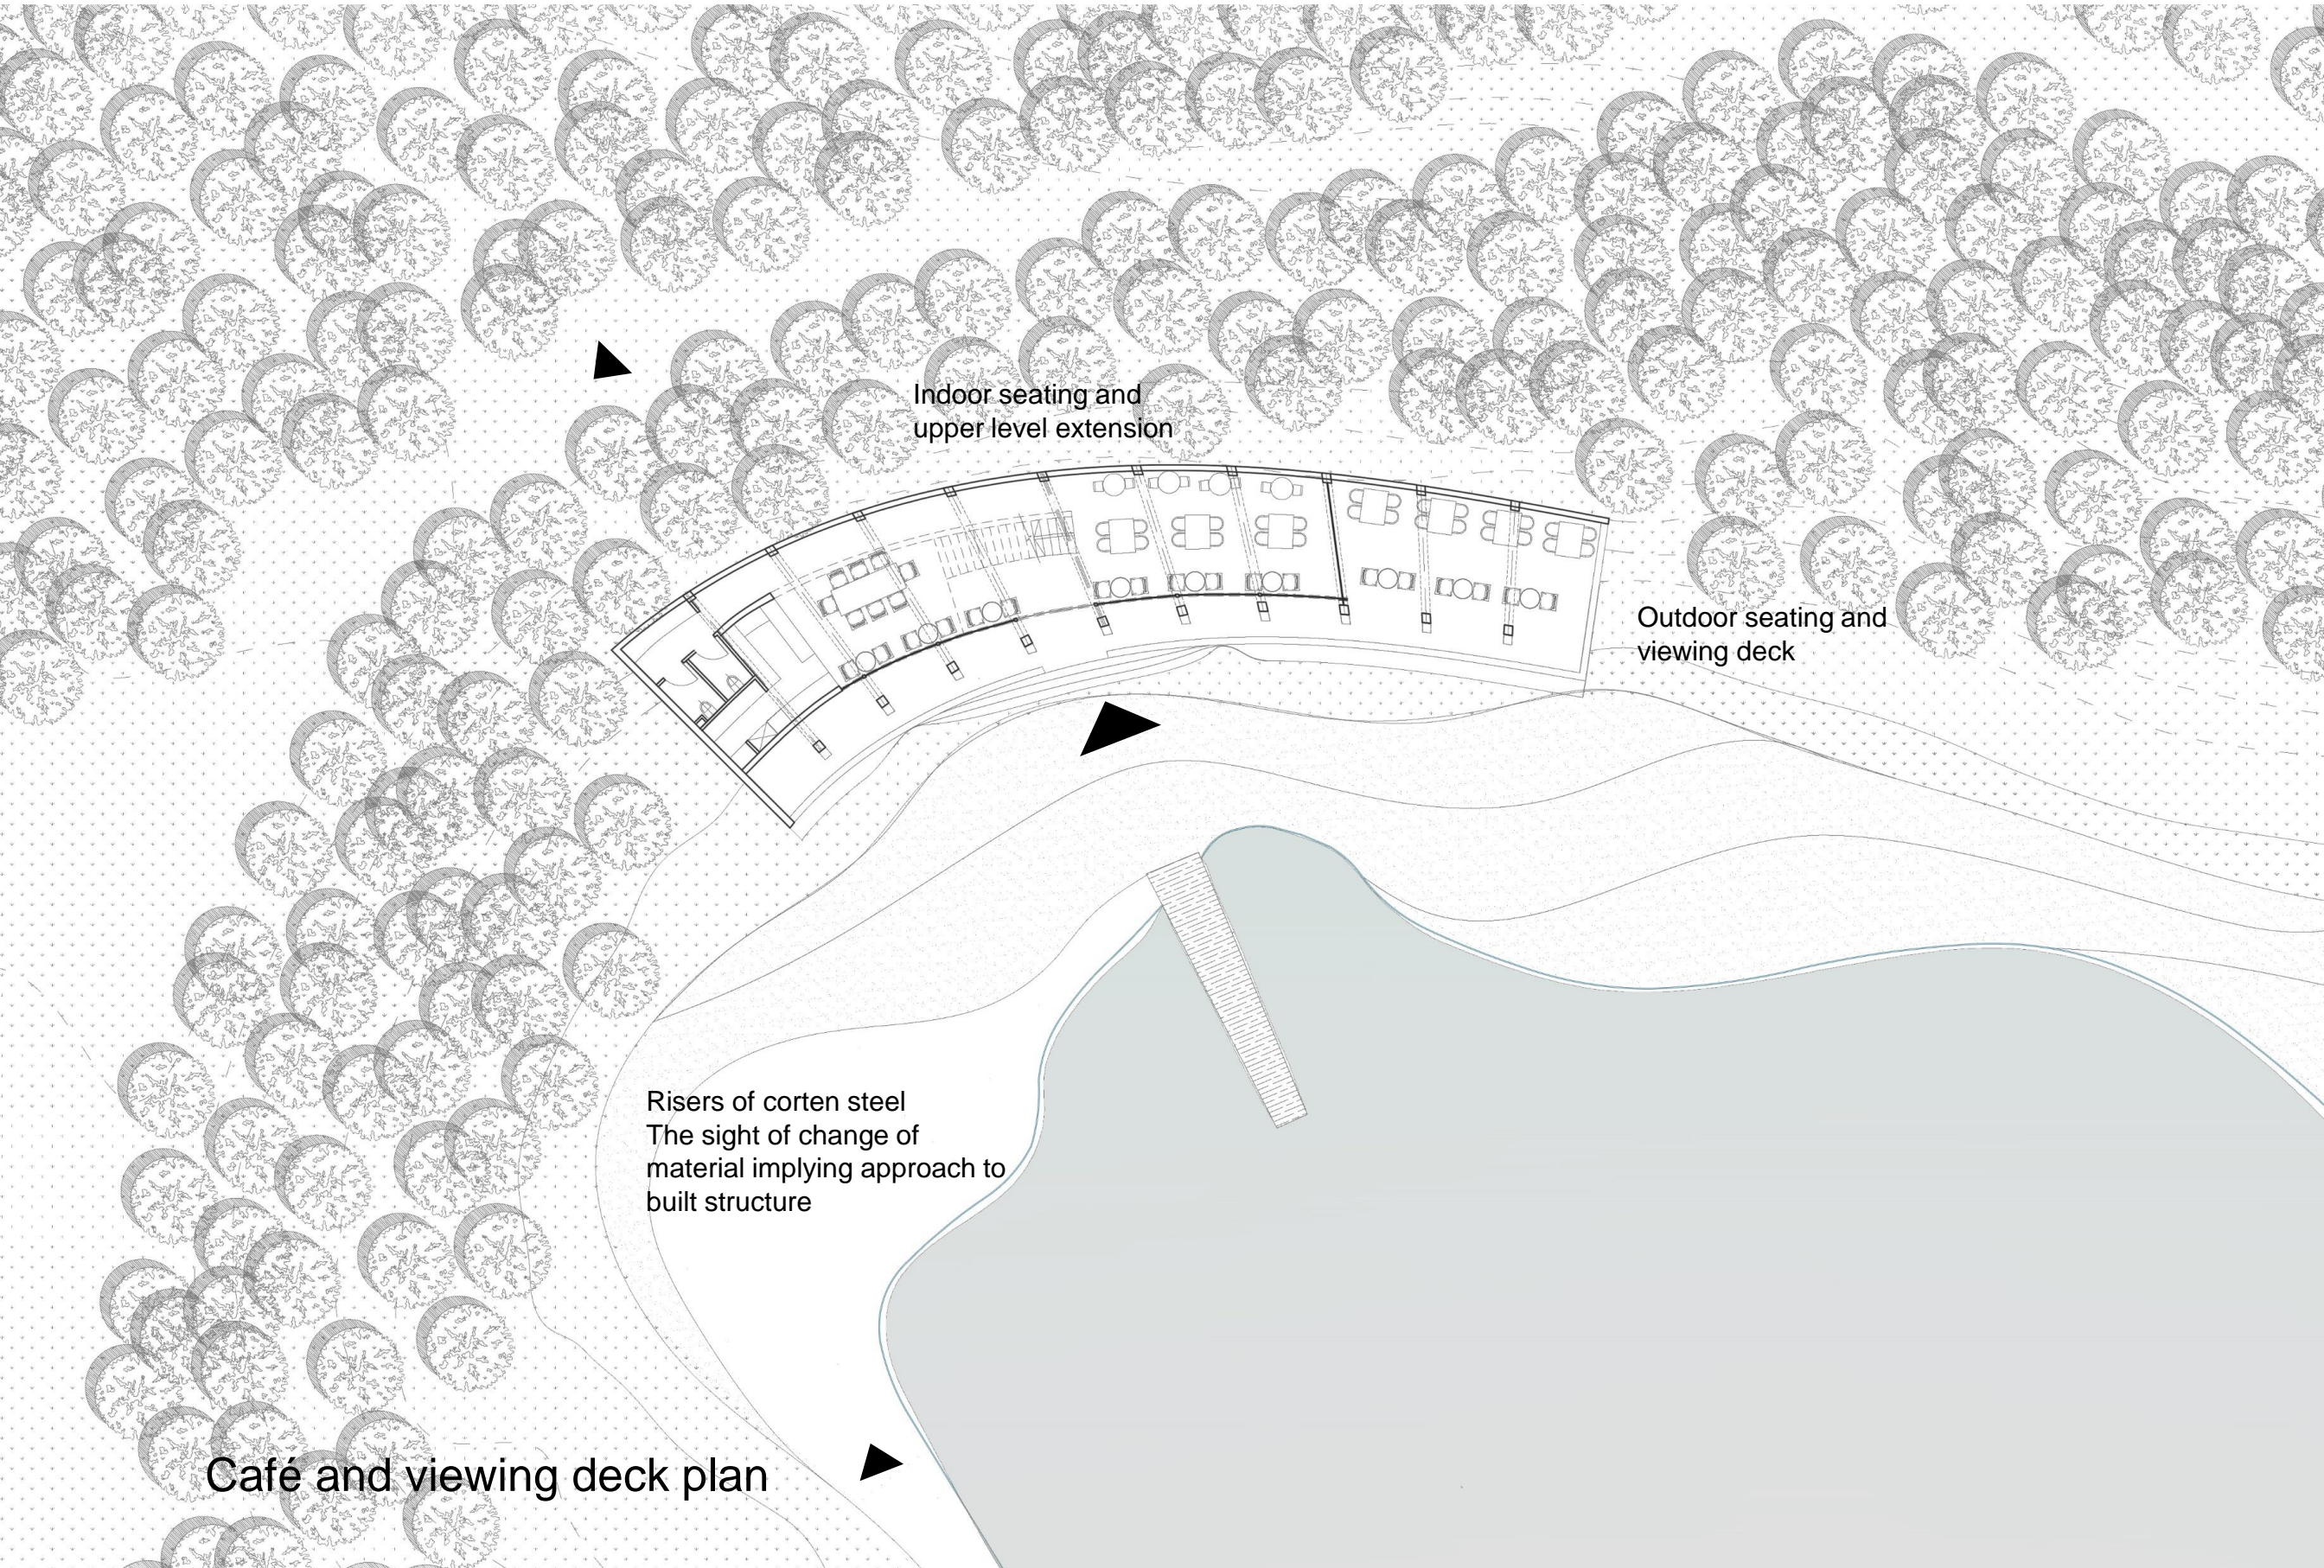 Indoor seating and
upper level extension
Outdoor seating and
viewing deck
Risers of corten steel
The sight of change of
material implying approach to
built structure
Café and viewing deck plan